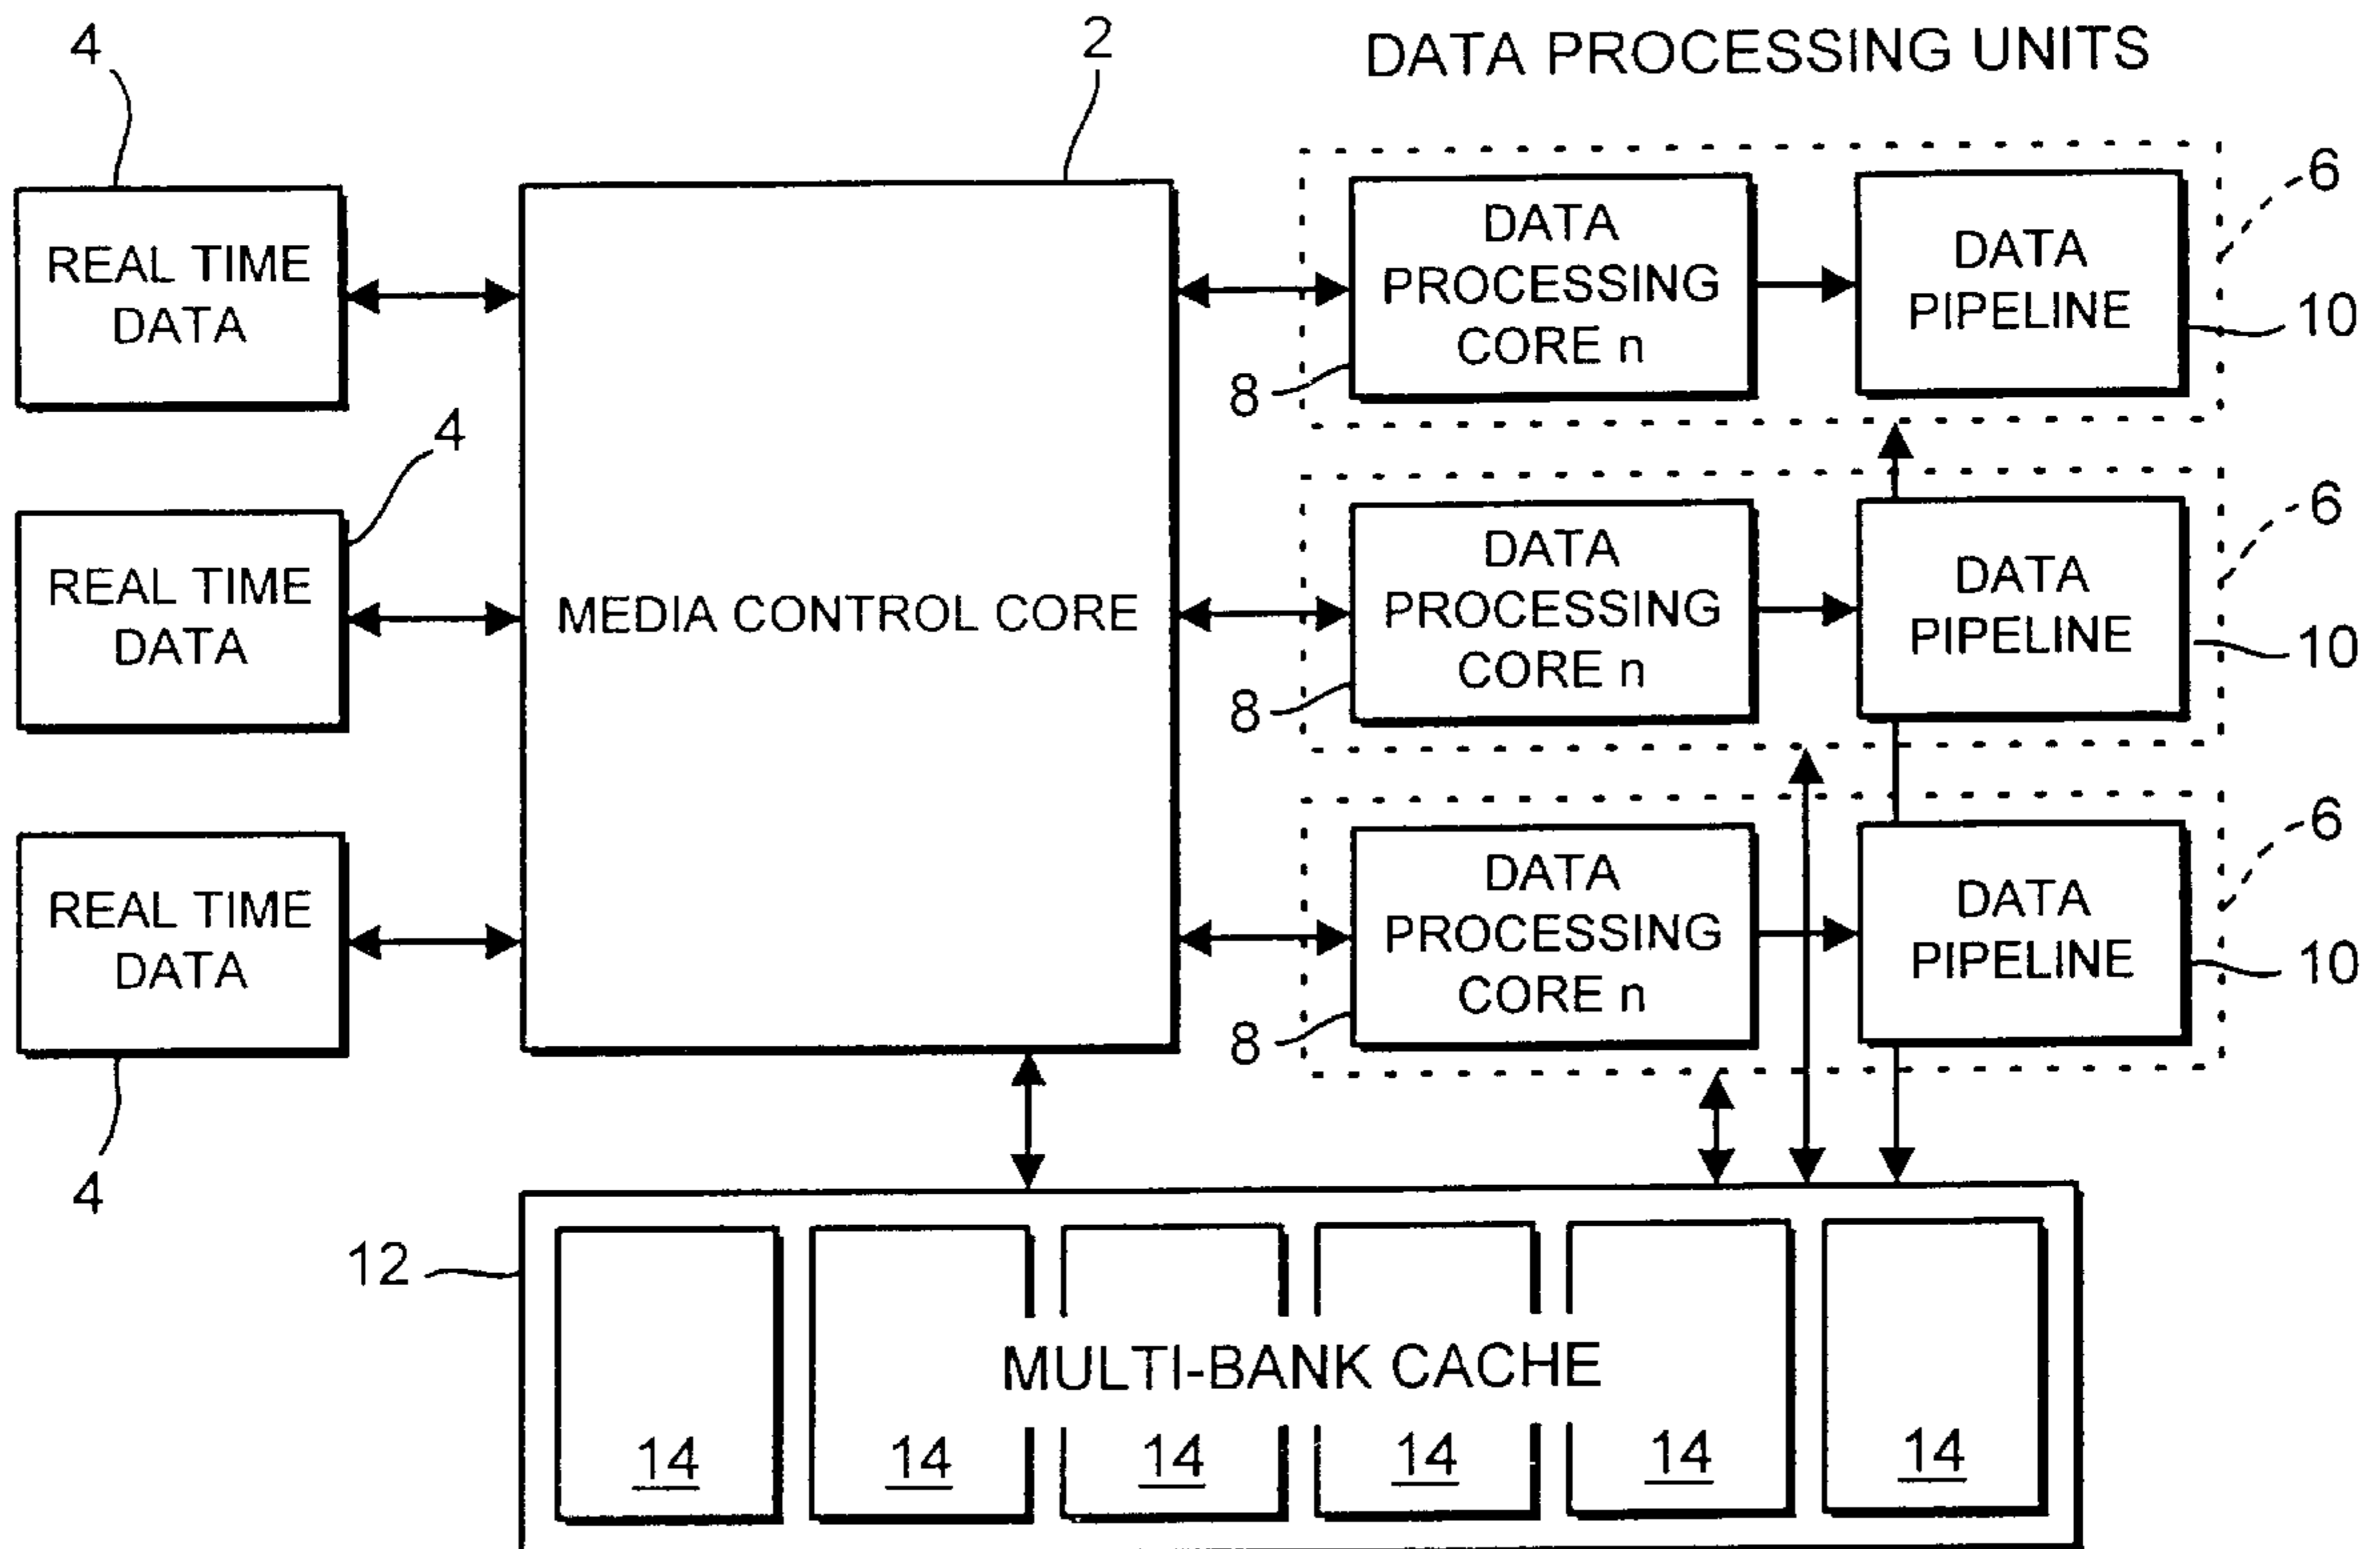 4
2
DATA PROCESSING UNITS
REAL TIME
DATA
DATA
PROCESSING
CORE n
8
DATA
PIPELINE
6
10
4
REAL TIME
DATA
MEDIA CONTROL CORE
DATA
PROCESSING
CORE n
8
DATA
PIPELINE
6
10
REAL TIME
DATA
4
DATA
PROCESSING
CORE n
8
DATA
PIPELINE
6
10
12
MULTI-BANK CACHE
14
14
14
14
14
14